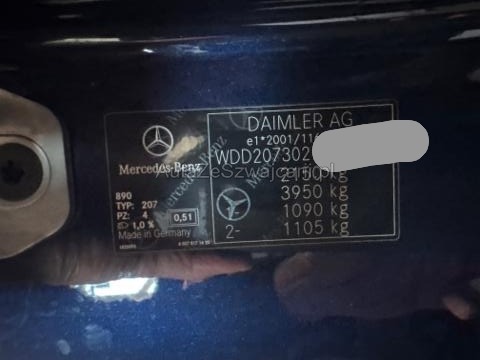 DAIMLER AG
e1*2001/116
WDD207302
Mercedes-Benz
AutoZeSzwajcarii.pl
2150 kg
3950 kg
1090 kg
2- 1105 kg
890
TYP: 207
PZ: 4
0,51
1,0 %
Made in Germany